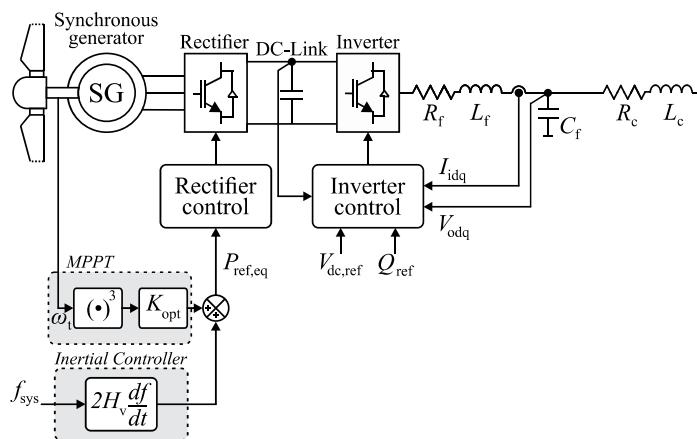 Synchronous
generator
Rectifier
DC-Link
Inverter
SG
R_f
L_f
C_f
R_c
L_c
Rectifier
control
Inverter
control
I_idq
V_odq
P_ref,eq
V_dc,ref
Q_ref
MPPT
ω_t
(•)^3
K_opt
+
+
Inertial Controller
f_sys
2H_v df/dt